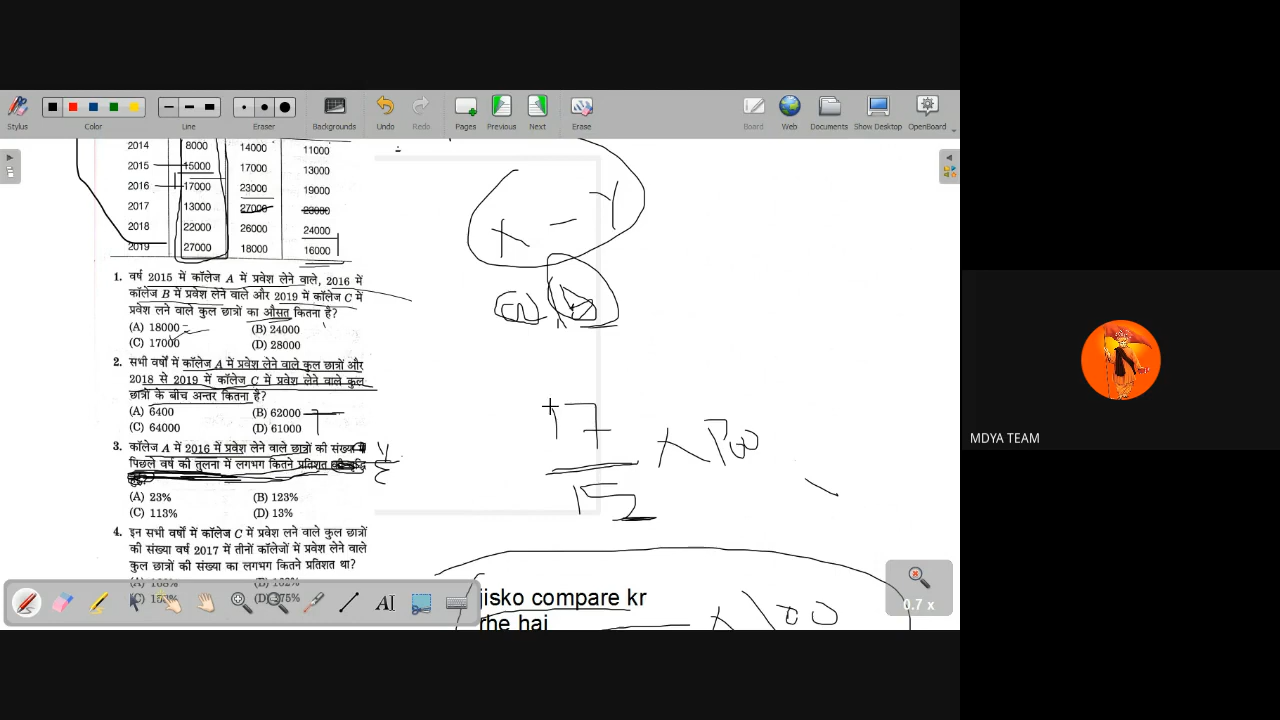 Stylus
Color
Line
Eraser
Backgrounds
Undo
Redo
Pages
Previous
Next
Erase
Board
Web
Documents
Show Desktop
OpenBoard
2014 8000 14000 11000
2015 15000 17000 13000
2016 17000 23000 19000
2017 13000 27000 23000
2018 22000 26000 24000
2019 27000 18000 16000
1. वर्ष 2015 में कॉलेज A में प्रवेश लेने वाले, 2016 में
कॉलेज B में प्रवेश लेने वाले और 2019 में कॉलेज C में
प्रवेश लेने वाले कुल छात्रों का औसत कितना है?
(A) 18000 (B) 24000
(C) 17000 (D) 28000
2. सभी वर्षों में कॉलेज A में प्रवेश लेने वाले कुल छात्रों और
2018 से 2019 में कॉलेज C में प्रवेश लेने वाले कुल
छात्रों के बीच अन्तर कितना है?
(A) 6400 (B) 62000
(C) 64000 (D) 61000
3. कॉलेज A में 2016 में प्रवेश लेने वाले छात्रों की संख्या
पिछले वर्ष की तुलना में लगभग कितने प्रतिशत
(A) 23% (B) 123%
(C) 113% (D) 13%
4. इन सभी वर्षों में कॉलेज C में प्रवेश लेने वाले कुल छात्रों
की संख्या वर्ष 2017 में तीनों कॉलेजों में प्रवेश लेने वाले
कुल छात्रों की संख्या का लगभग कितने प्रतिशत था?
X - Y
17
15
X 100
jisko compare kr
rhe hai
X 100
0.7 x
MDYA TEAM